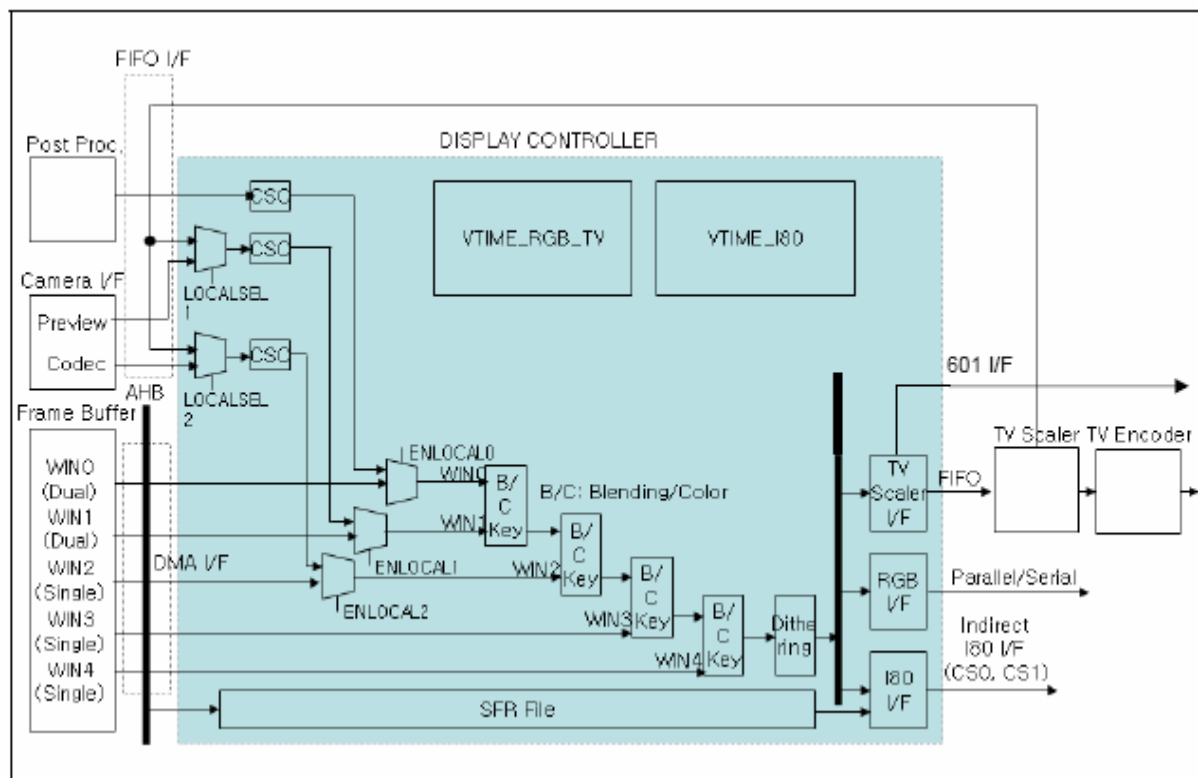 FIFO I/F
Post Proc.
DISPLAY CONTROLLER
CSC
VTIME_RGB_TV
VTIME_I80
CSC
Camera I/F
LOCALSEL
1
Preview
Codec
CSC
LOCALSEL
2
AHB
601 I/F
Frame Buffer
TV Scaler
TV Encoder
WIN0
(Dual)
ENLOCAL0
WIN0
B/
C
Key
B/C: Blending/Color
TV
Scaler
I/F
FIFO
WIN1
(Dual)
WIN1
DMA I/F
ENLOCAL1
WIN2
(Single)
WIN2
B/
C
Key
ENLOCAL2
RGB
I/F
Parallel/Serial
WIN3
(Single)
WIN3
B/
C
Key
B/
C
Key
Dithe
ring
Indirect
I80 I/F
(CS0, CS1)
WIN4
(Single)
WIN4
I80
I/F
SFR File